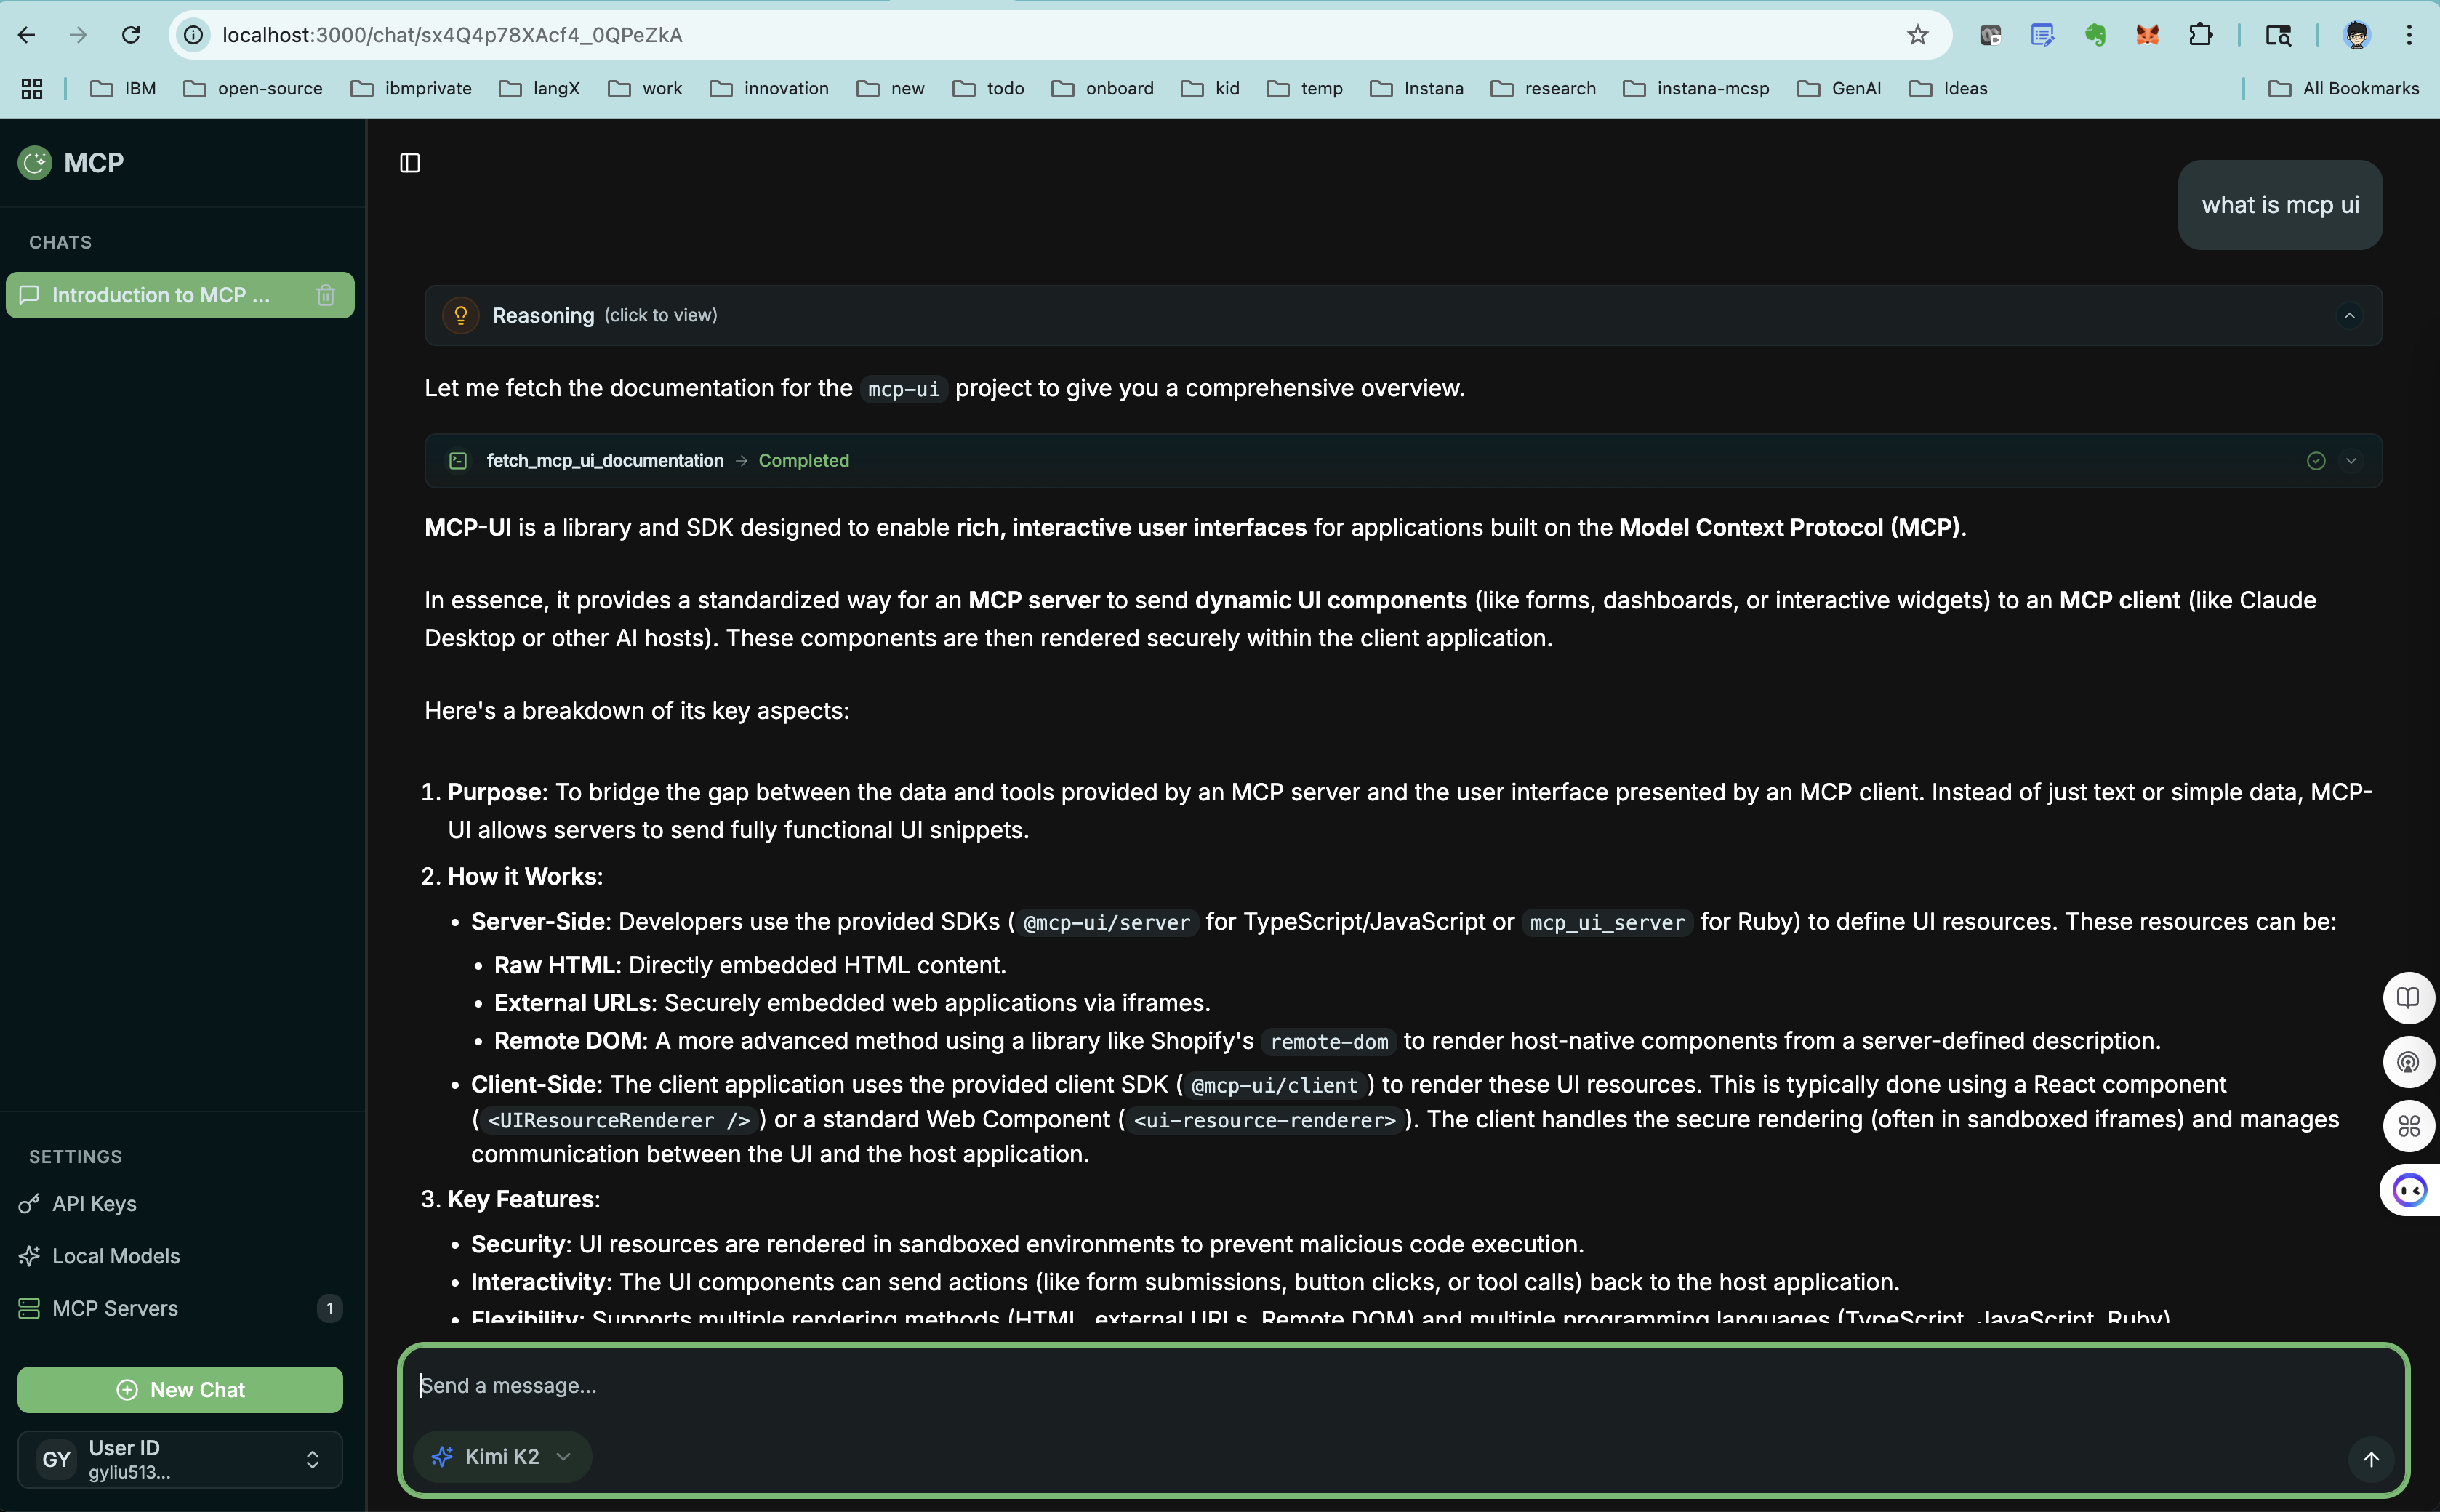 localhost:3000/chat/sx4Q4p78XAcf4_0QPeZkA
IBM open-source ibmprivate langX work innovation new todo onboard kid temp Instana research instana-mcsp GenAI Ideas All Bookmarks
MCP
CHATS
Introduction to MCP ...
SETTINGS
API Keys
Local Models
MCP Servers 1
New Chat
GY
User ID
gyliu513...
what is mcp ui
Reasoning (click to view)
Let me fetch the documentation for the mcp-ui project to give you a comprehensive overview.
fetch_mcp_ui_documentation → Completed
MCP-UI is a library and SDK designed to enable rich, interactive user interfaces for applications built on the Model Context Protocol (MCP).
In essence, it provides a standardized way for an MCP server to send dynamic UI components (like forms, dashboards, or interactive widgets) to an MCP client (like Claude
Desktop or other AI hosts). These components are then rendered securely within the client application.
Here's a breakdown of its key aspects:
1. Purpose: To bridge the gap between the data and tools provided by an MCP server and the user interface presented by an MCP client. Instead of just text or simple data, MCP-
UI allows servers to send fully functional UI snippets.
2. How it Works:
• Server-Side: Developers use the provided SDKs ( @mcp-ui/server for TypeScript/JavaScript or mcp_ui_server for Ruby) to define UI resources. These resources can be:
• Raw HTML: Directly embedded HTML content.
• External URLs: Securely embedded web applications via iframes.
• Remote DOM: A more advanced method using a library like Shopify's remote-dom to render host-native components from a server-defined description.
• Client-Side: The client application uses the provided client SDK ( @mcp-ui/client ) to render these UI resources. This is typically done using a React component
( <UIResourceRenderer /> ) or a standard Web Component ( <ui-resource-renderer> ). The client handles the secure rendering (often in sandboxed iframes) and manages
communication between the UI and the host application.
3. Key Features:
• Security: UI resources are rendered in sandboxed environments to prevent malicious code execution.
• Interactivity: The UI components can send actions (like form submissions, button clicks, or tool calls) back to the host application.
• Flexibility: Supports multiple rendering methods (HTML, external URLs, Remote DOM) and multiple programming languages (TypeScript, JavaScript, Ruby)
Send a message...
Kimi K2